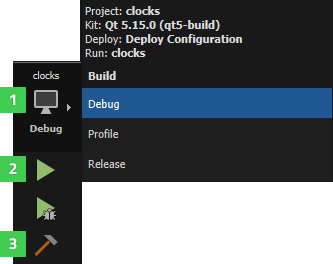 Project: clocks
Kit: Qt 5.15.0 (qt5-build)
Deploy: Deploy Configuration
Run: clocks
clocks
Build
1
Debug
Debug
Profile
2
Release
3